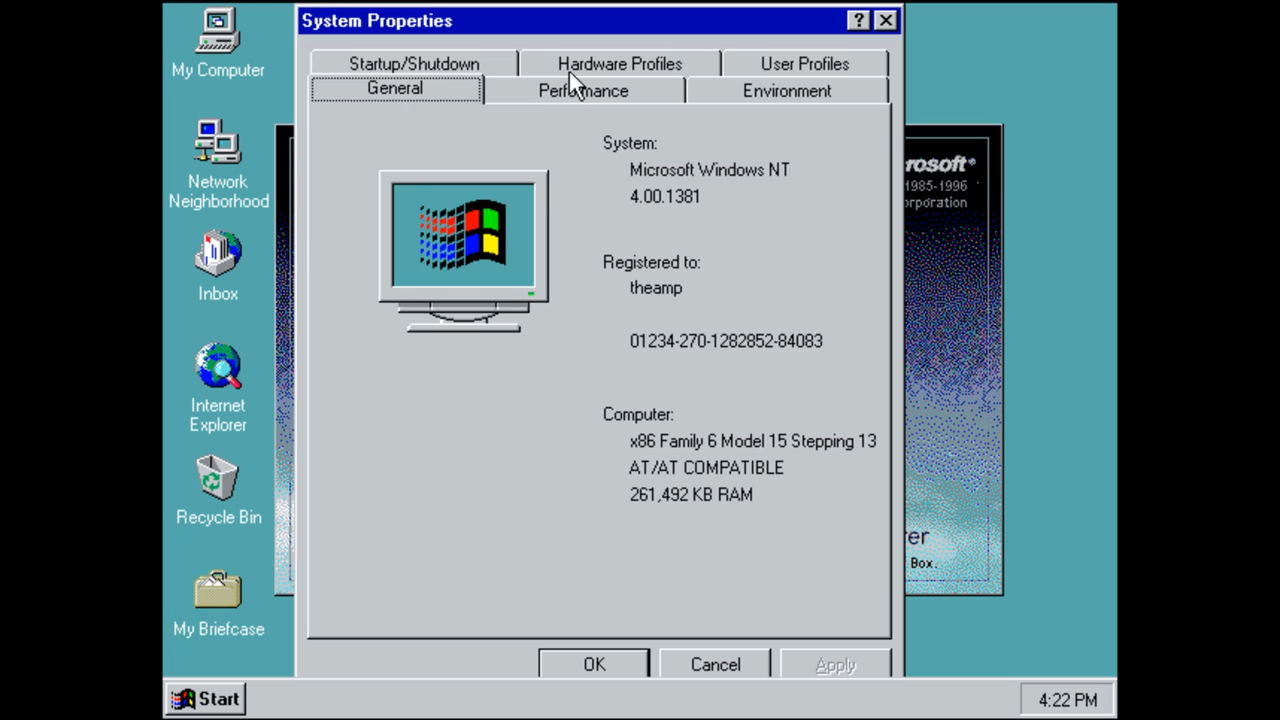 System Properties
?
My Computer
Startup/Shutdown
Hardware Profiles
User Profiles
General
Performance
Environment
System:
Microsoft Windows NT
4.00.1381
Registered to:
theamp
01234-270-1282852-84083
Computer:
x86 Family 6 Model 15 Stepping 13
AT/AT COMPATIBLE
261,492 KB RAM
OK
Cancel
Apply
Network
Neighborhood
Inbox
Internet
Explorer
Recycle Bin
My Briefcase
rosoft®
1985-1996
orporation
er
Box.
Start
4:22 PM